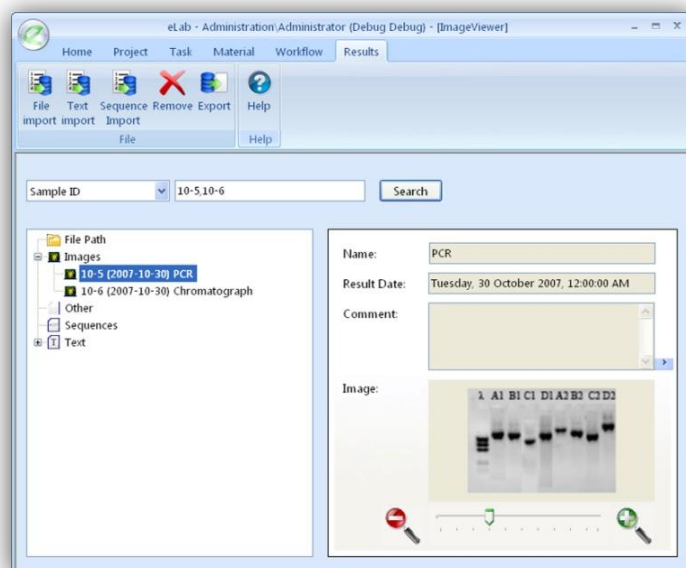 eLab - Administration\Administrator (Debug Debug) - [ImageViewer]
Home Project Task Material Workflow Results
File import Text import Sequence Import Remove Export Help
File Help
Sample ID 10-5,10-6 Search
File Path
Images
10-5 (2007-10-30) PCR
10-6 (2007-10-30) Chromatograph
Other
Sequences
T Text
Name: PCR
Result Date: Tuesday, 30 October 2007, 12:00:00 AM
Comment:
Image:
λ A1 B1 C1 D1 A2 B2 C2 D2